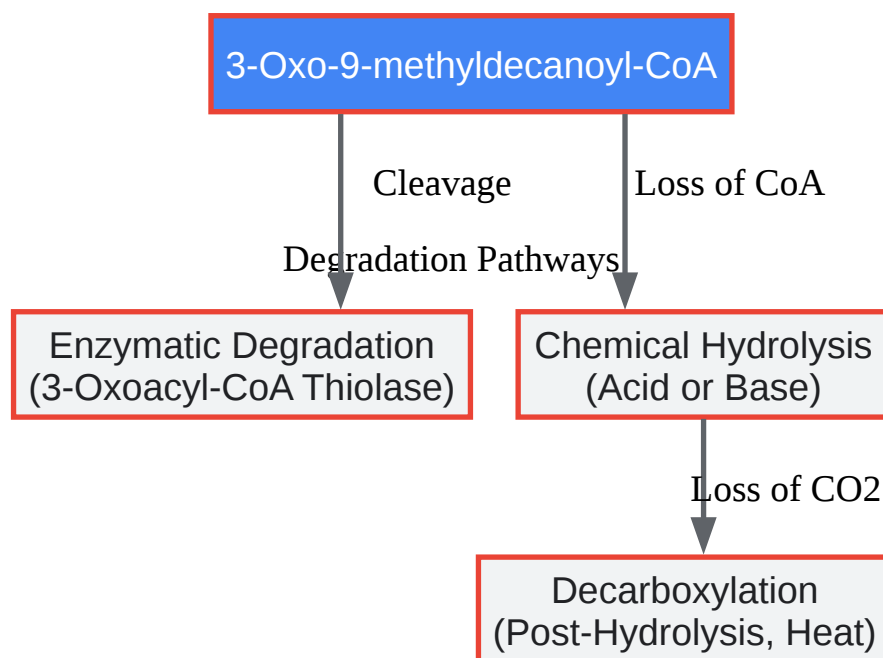 3-Oxo-9-methyldecanoyl-CoA
Cleavage
Loss of CoA
Degradation Pathways
Enzymatic Degradation
(3-Oxoacyl-CoA Thiolase)
Chemical Hydrolysis
(Acid or Base)
Loss of CO2
Decarboxylation
(Post-Hydrolysis, Heat)